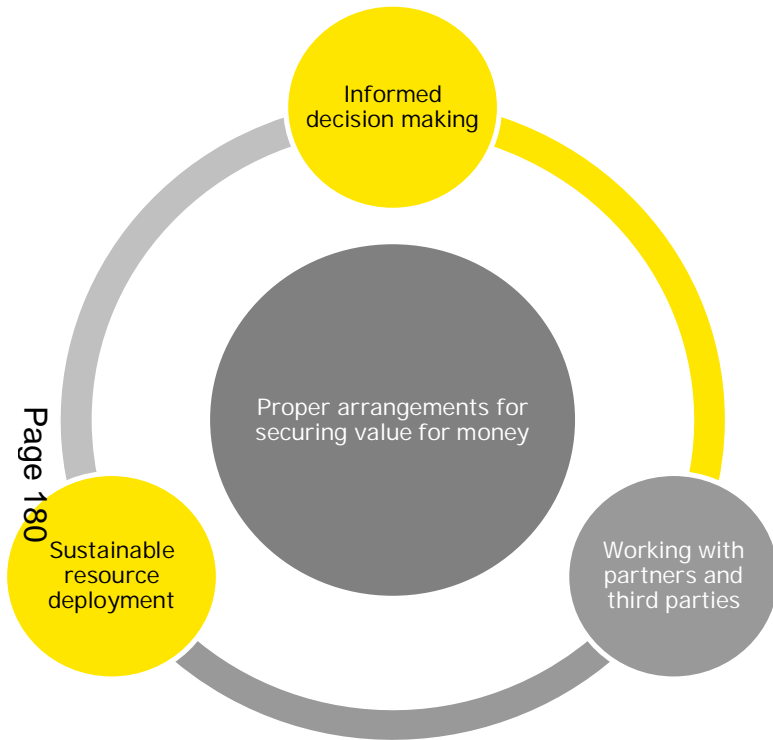 Informed
decision making
Proper arrangements for
securing value for money
Page 180
Sustainable
resource
deployment
Working with
partners and
third parties